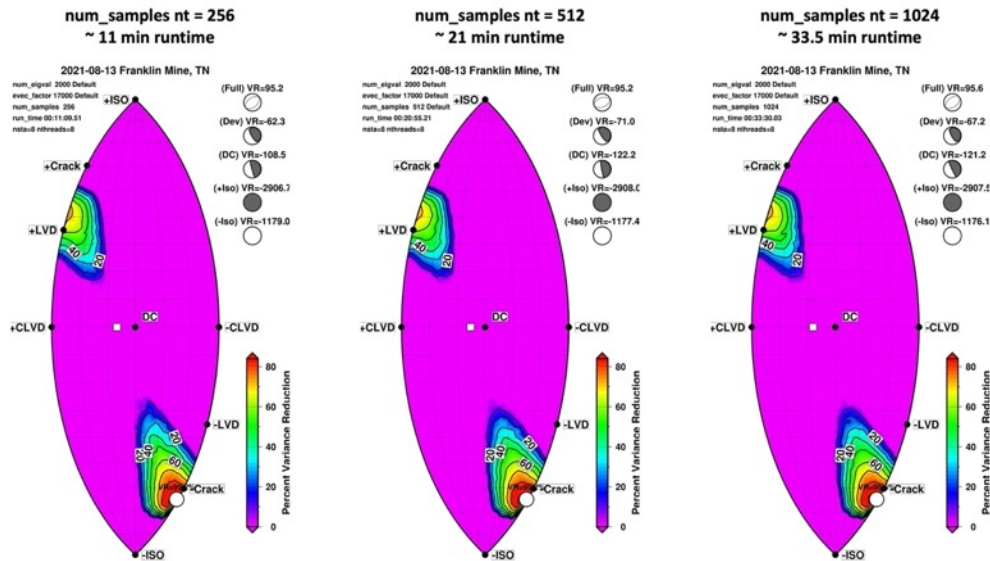 num_samples nt = 256
~ 11 min runtime
2021-08-13 Franklin Mine, TN
num_eigval 2000 Default
evec_factor 17000 Default
num_samples 256
run_time 00:11:09.51
nsta=8 nthreads=8
(Full) VR=95.2
(Dev) VR=-62.3
(DC) VR=-108.5
(+Iso) VR=-2906.7
(-Iso) VR=-1179.0
+ISO
+Crack
+LVD
40
20
+CLVD
DC
-CLVD
-LVD
20
40
20
60
-Crack
-ISO
80
60
40
20
0
Percent Variance Reduction
num_samples nt = 512
~ 21 min runtime
2021-08-13 Franklin Mine, TN
num_eigval 2000 Default
evec_factor 17000 Default
num_samples 512 Default
run_time 00:20:55.21
nsta=8 nthreads=8
(Full) VR=95.2
(Dev) VR=-71.0
(DC) VR=-122.2
(+Iso) VR=-2908.0
(-Iso) VR=-1177.4
+ISO
+Crack
+LVD
40
20
+CLVD
DC
-CLVD
-LVD
20
20
40
60
-Crack
-ISO
80
60
40
20
0
Percent Variance Reduction
num_samples nt = 1024
~ 33.5 min runtime
2021-08-13 Franklin Mine, TN
num_eigval 2000 Default
evec_factor 17000 Default
num_samples 1024
run_time 00:33:30.03
nsta=8 nthreads=8
(Full) VR=95.6
(Dev) VR=-67.2
(DC) VR=-121.2
(+Iso) VR=-2907.5
(-Iso) VR=-1176.1
+ISO
+Crack
+LVD
40
20
+CLVD
DC
-CLVD
-LVD
20
20
40
60
-Crack
-ISO
80
60
40
20
0
Percent Variance Reduction